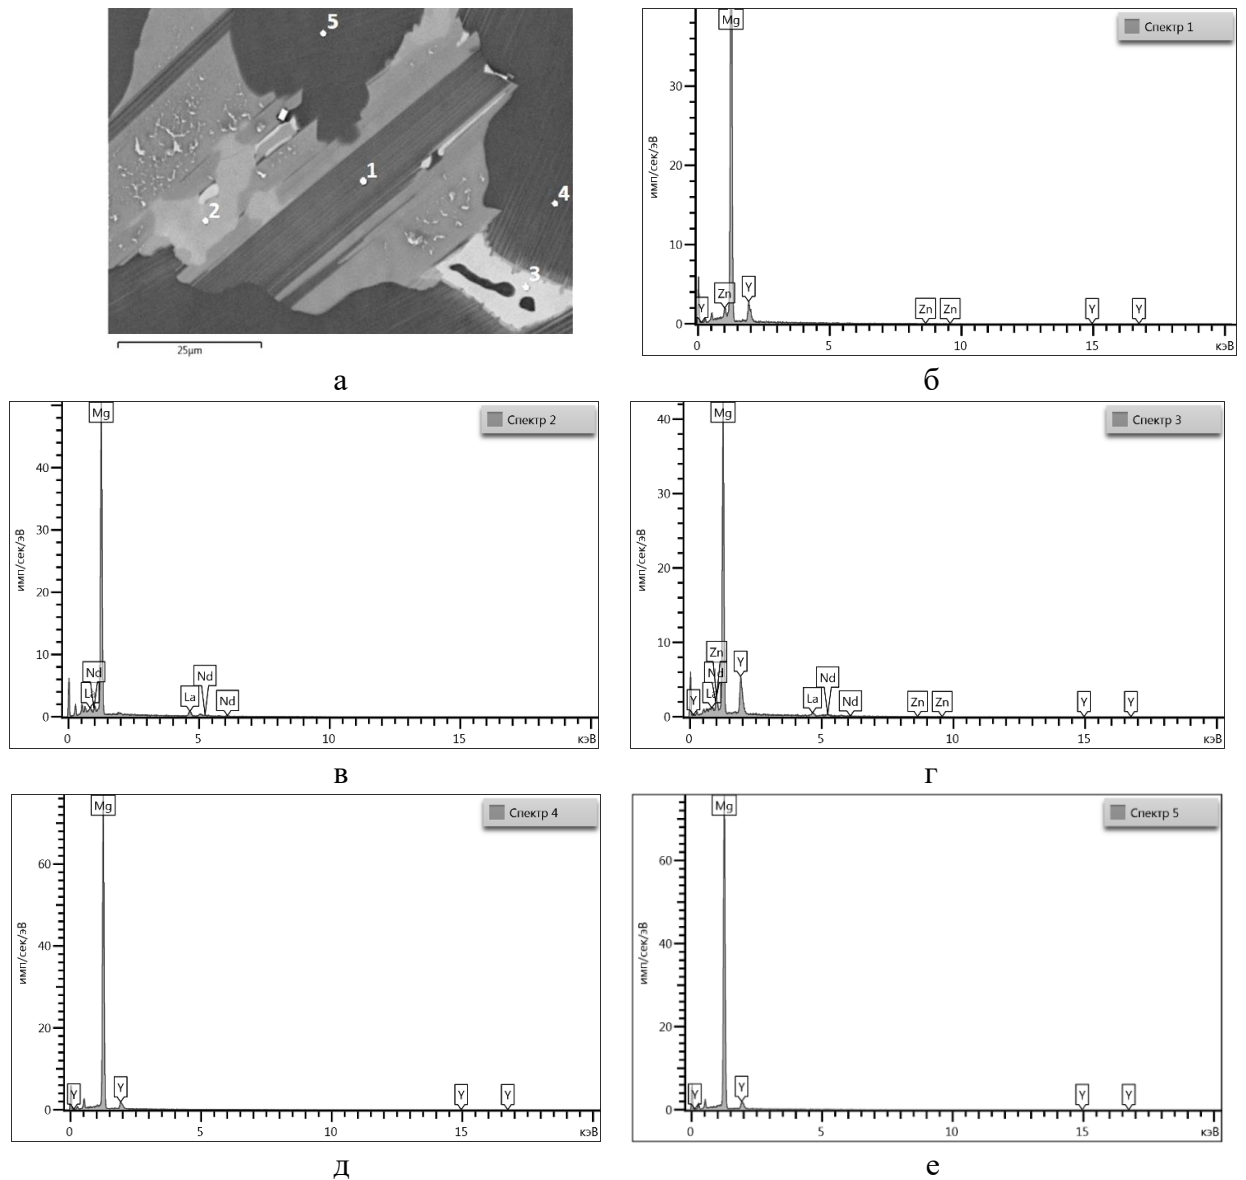 5
1
4
2
3
25µm
а
Mg
Спектр 1
30
20
10
0
имп/сек/эВ
Y
Zn
Y
Zn
Zn
Y
Y
0
5
10
15
кэВ
б
Mg
Спектр 2
40
30
20
10
0
имп/сек/эВ
Nd
La
La
Nd
Nd
0
5
10
15
кэВ
в
Mg
Спектр 3
40
30
20
10
0
имп/сек/эВ
Zn
Nd
La
Y
Y
La
Nd
Nd
Zn
Zn
Y
Y
0
5
10
15
кэВ
г
Mg
Спектр 4
60
40
20
0
имп/сек/эВ
Y
Y
Y
Y
0
5
10
15
кэВ
д
Mg
Спектр 5
60
40
20
0
имп/сек/эВ
Y
Y
Y
Y
0
5
10
15
кэВ
е